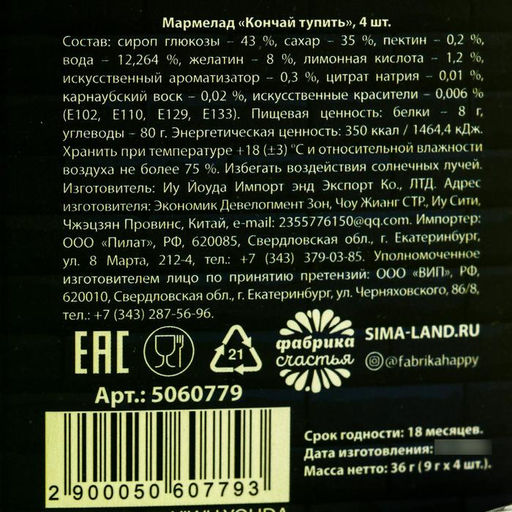 Мармелад «Кончай тупить», 4 шт.
Состав: сироп глюкозы – 43 %, сахар – 35 %, пектин – 0,2 %,
вода – 12,264 %, желатин – 8 %, лимонная кислота – 1,2 %,
искусственный ароматизатор – 0,3 %, цитрат натрия – 0,01 %,
карнаубский воск – 0,02 %, искусственные красители – 0,006 %
(Е102, Е110, Е129, Е133). Пищевая ценность: белки – 8 г,
углеводы – 80 г. Энергетическая ценность: 350 ккал / 1464,4 кДж.
Хранить при температуре +18 (±3) °С и относительной влажности
воздуха не более 75 %. Избегать воздействия солнечных лучей.
Изготовитель: Иу Йоуда Импорт энд Экспорт Ко., ЛТД. Адрес
изготовителя: Экономик Девелопмент Зон, Чоу Жианг СТР., Иу Сити,
Чжэцзян Провинс, Китай, e-mail: 2355776150@qq.com. Импортер:
ООО «Пилат», РФ, 620085, Свердловская обл., г. Екатеринбург,
ул. 8 Марта, 212-4, тел.: +7 (343) 379-03-85. Уполномоченное
изготовителем лицо по принятию претензий: ООО «ВИП», РФ,
620010, Свердловская обл., г. Екатеринбург, ул. Черняховского, 86/8,
тел.: +7 (343) 287-56-96.
EAC
21
фабрика
счастья
SIMA-LAND.RU
@fabrikahappy
Арт.: 5060779
Срок годности: 18 месяцев.
Дата изготовления:
Масса нетто: 36 г (9 г х 4 шт.).
2 900050 607793